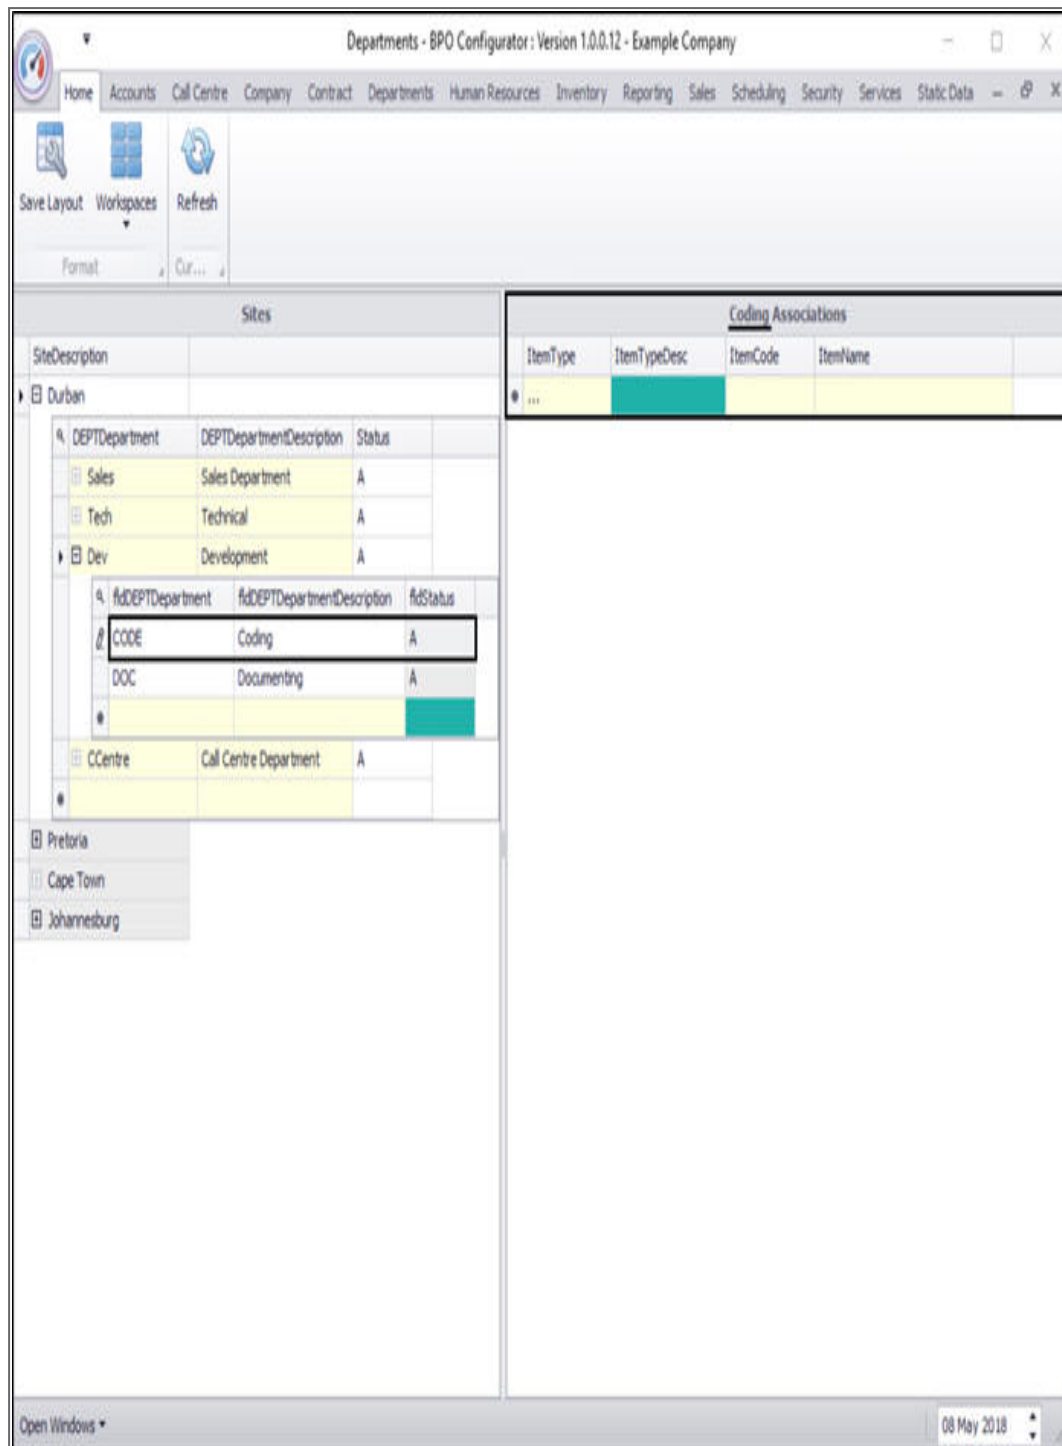 Departments - BPO Configurator : Version 1.0.0.12 - Example Company
Home Accounts Call Centre Company Contract Departments Human Resources Inventory Reporting Sales Scheduling Security Services Static Data
Save Layout Workspaces Refresh
Format Cur...
Sites
SiteDescription
Durban
DEPTDepartment DEPTDepartmentDescription Status
Sales Sales Department A
Tech Technical A
Dev Development A
fldDEPTDepartment fldDEPTDepartmentDescription fldStatus
CODE Coding A
DOC Documenting A
CCentre Call Centre Department A
Pretoria
Cape Town
Johannesburg
Coding Associations
ItemType ItemTypeDesc ItemCode ItemName
...
Open Windows 08 May 2018